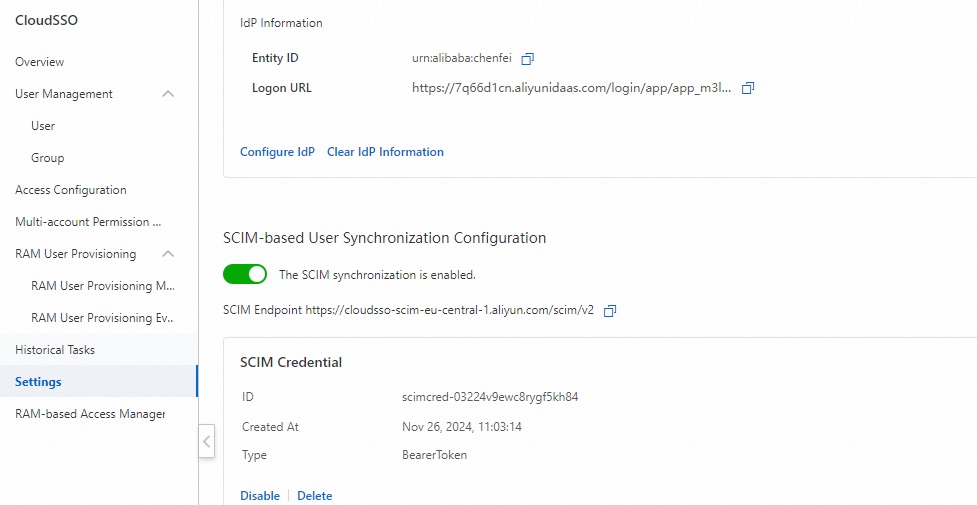 CloudSSO
Overview
User Management
User
Group
Access Configuration
Multi-account Permission ...
RAM User Provisioning
RAM User Provisioning M...
RAM User Provisioning Ev..
Historical Tasks
Settings
RAM-based Access Manager
IdP Information
Entity ID urn:alibaba:chenfei
Logon URL https://7q66d1cn.aliyunidaas.com/login/app/app_m3l...
Configure IdP Clear IdP Information
SCIM-based User Synchronization Configuration
The SCIM synchronization is enabled.
SCIM Endpoint https://cloudsso-scim-eu-central-1.aliyun.com/scim/v2
SCIM Credential
ID scimcred-03224v9ewc8rygf5kh84
Created At Nov 26, 2024, 11:03:14
Type BearerToken
Disable Delete